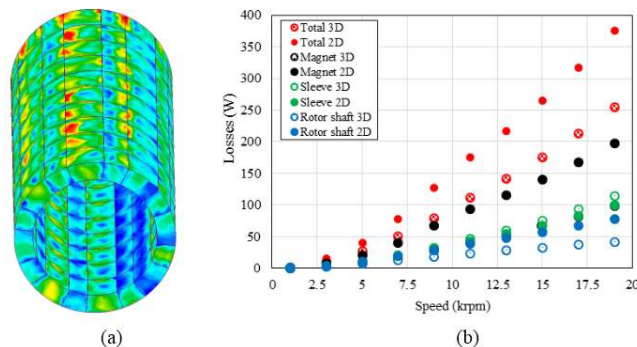 (a)
400
350
300
250
200
150
100
50
0
Losses (W)
Total 3D
Total 2D
Magnet 3D
Magnet 2D
Sleeve 3D
Sleeve 2D
Rotor shaft 3D
Rotor shaft 2D
0 2.5 5 7.5 10 12.5 15 17.5 20
Speed (krpm)
(b)